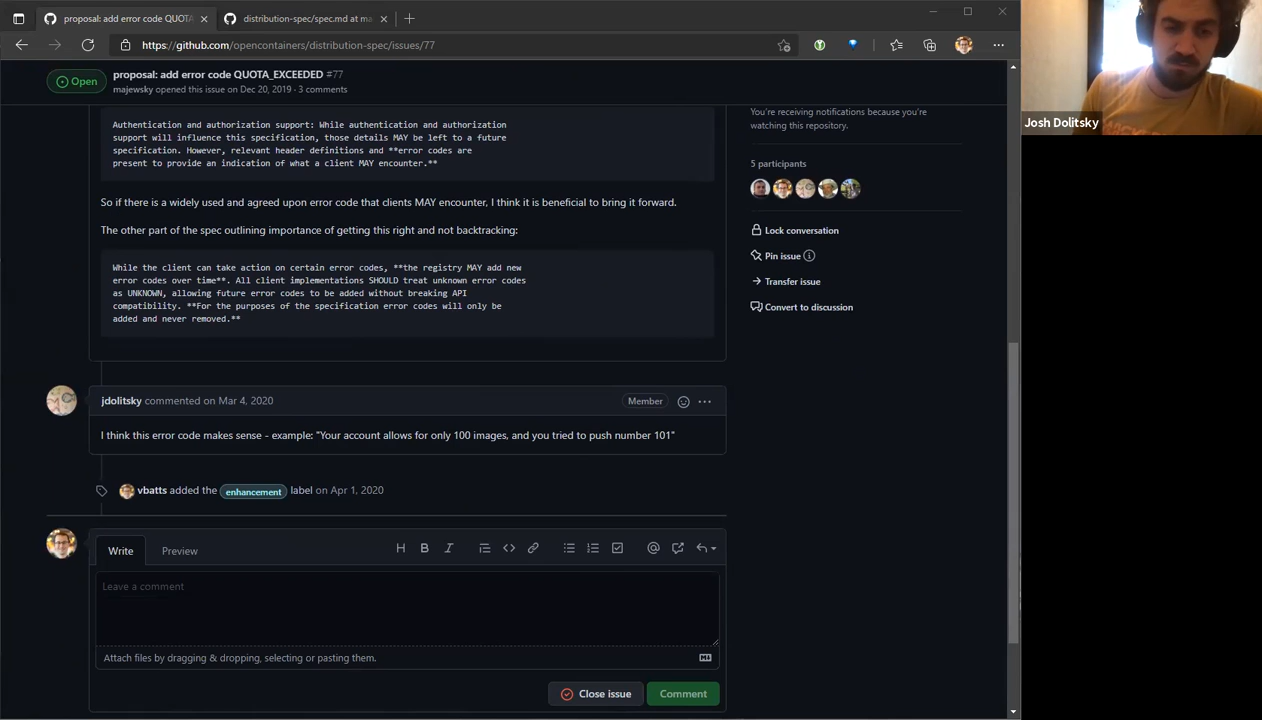 proposal: add error code QUOTA
distribution-spec/spec.md at ma
https://github.com/opencontainers/distribution-spec/issues/77
Open
proposal: add error code QUOTA_EXCEEDED #77
majewsky opened this issue on Dec 20, 2019 · 3 comments
Authentication and authorization support: While authentication and authorization
support will influence this specification, those details MAY be left to a future
specification. However, relevant header definitions and **error codes are
present to provide an indication of what a client MAY encounter.**
So if there is a widely used and agreed upon error code that clients MAY encounter, I think it is beneficial to bring it forward.
The other part of the spec outlining importance of getting this right and not backtracking:
While the client can take action on certain error codes, **the registry MAY add new
error codes over time**. All client implementations SHOULD treat unknown error codes
as UNKNOWN, allowing future error codes to be added without breaking API
compatibility. **For the purposes of the specification error codes will only be
added and never removed.**
jdolitsky commented on Mar 4, 2020
Member
I think this error code makes sense - example: "Your account allows for only 100 images, and you tried to push number 101"
vbatts added the enhancement label on Apr 1, 2020
Write
Preview
Leave a comment
Attach files by dragging & dropping, selecting or pasting them.
Close issue
Comment
You're receiving notifications because you're
watching this repository.
5 participants
Lock conversation
Pin issue
Transfer issue
Convert to discussion
Josh Dolitsky